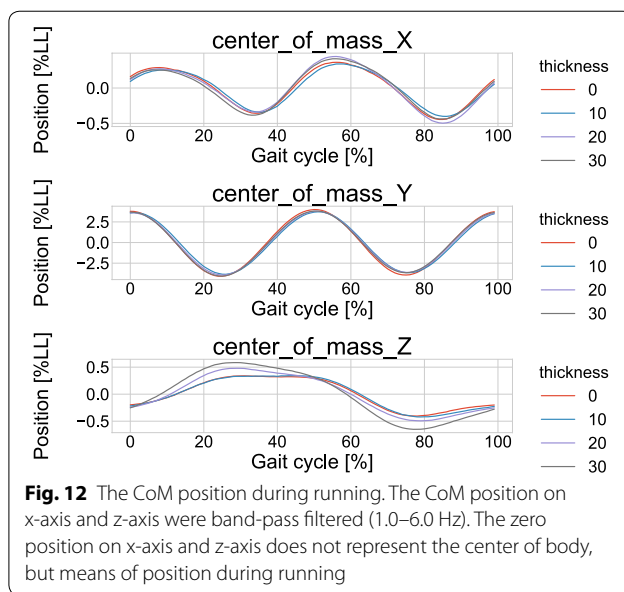 center_of_mass_X
Position [%LL]
0.0
−0.5
0 20 40 60 80 100
Gait cycle [%]
thickness
0
10
20
30
center_of_mass_Y
Position [%LL]
2.5
0.0
−2.5
0 20 40 60 80 100
Gait cycle [%]
thickness
0
10
20
30
center_of_mass_Z
Position [%LL]
0.5
0.0
−0.5
0 20 40 60 80 100
Gait cycle [%]
thickness
0
10
20
30
Fig. 12 The CoM position during running. The CoM position on
x-axis and z-axis were band-pass filtered (1.0–6.0 Hz). The zero
position on x-axis and z-axis does not represent the center of body,
but means of position during running